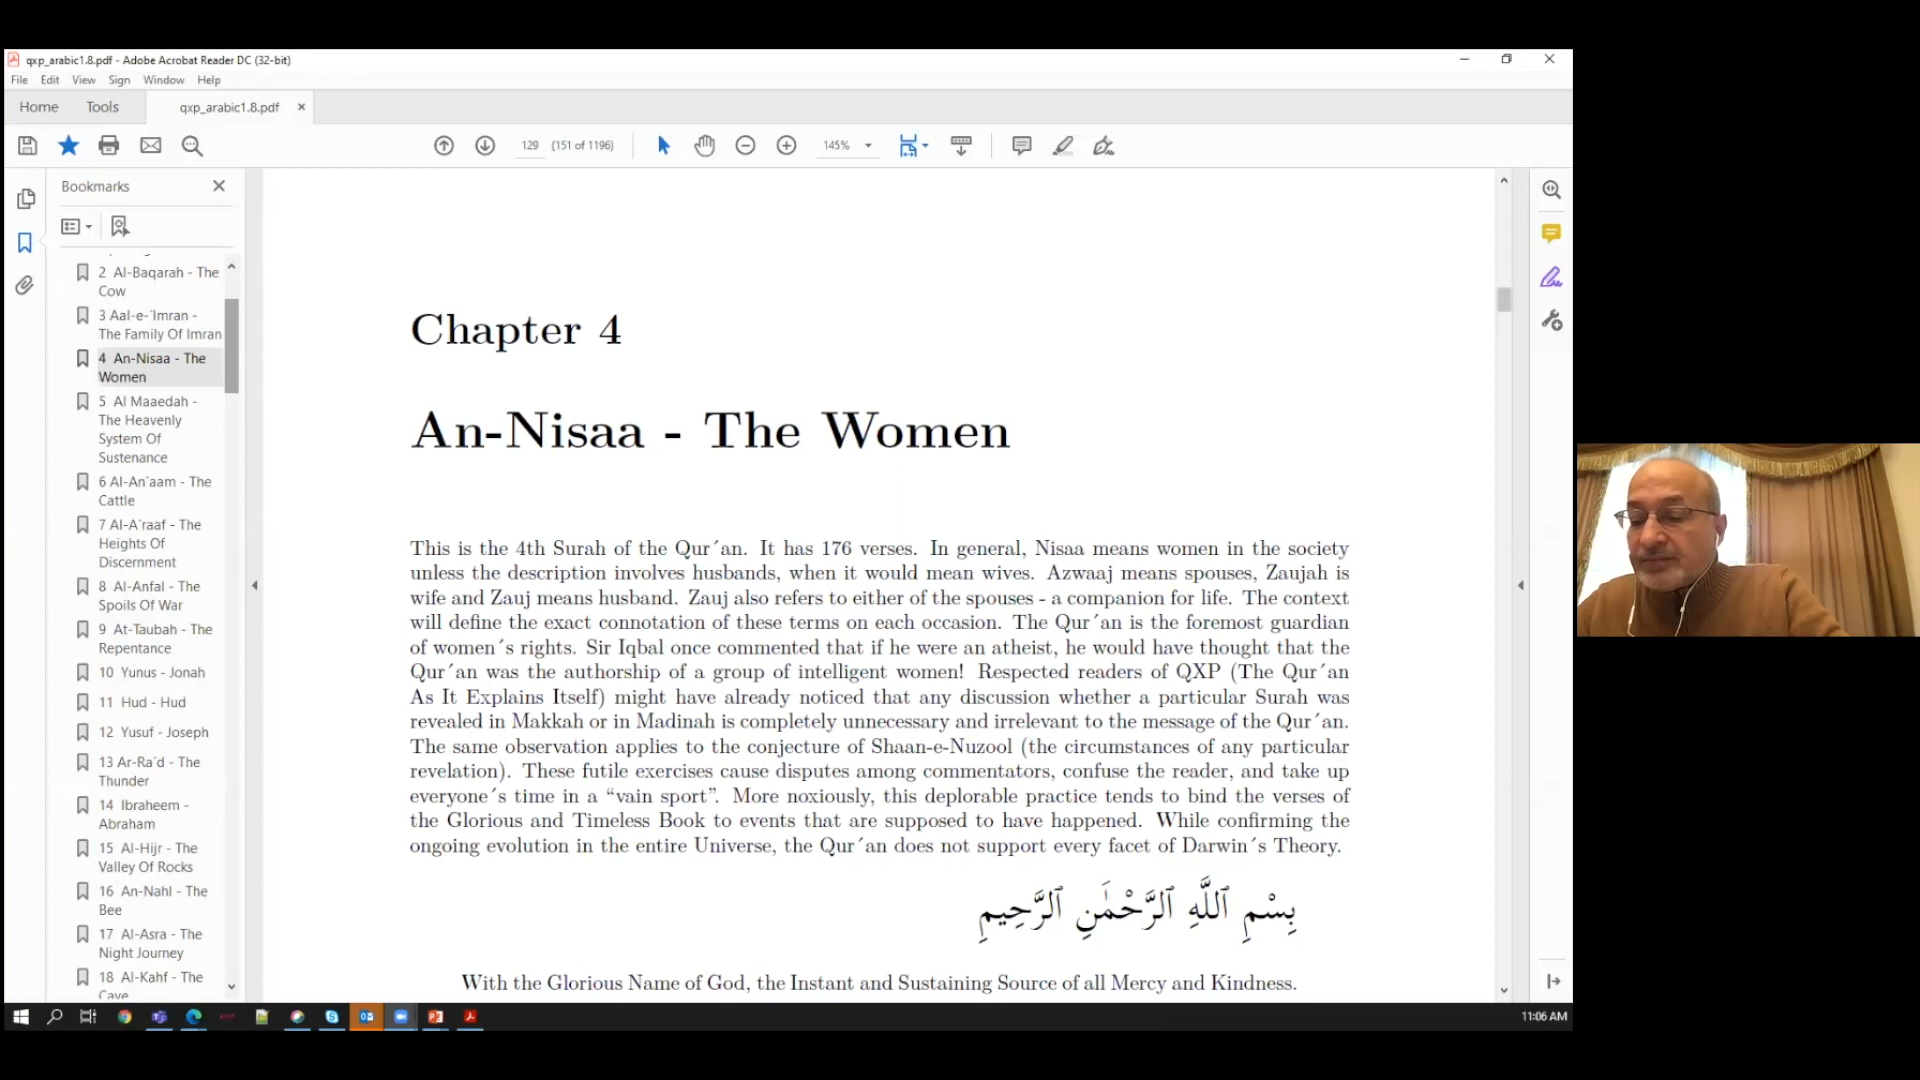 qxp_arabic1.8.pdf - Adobe Acrobat Reader DC (32-bit)
File Edit View Sign Window Help
Home Tools qxp_arabic1.8.pdf
129 (151 of 1196) 145%
Bookmarks
2 Al-Baqarah - The
Cow
3 Aal-e-´Imran -
The Family Of Imran
4 An-Nisaa - The
Women
5 Al Maaedah -
The Heavenly
System Of
Sustenance
6 Al-An´aam - The
Cattle
7 Al-A´raaf - The
Heights Of
Discernment
8 Al-Anfal - The
Spoils Of War
9 At-Taubah - The
Repentance
10 Yunus - Jonah
11 Hud - Hud
12 Yusuf - Joseph
13 Ar-Ra´d - The
Thunder
14 Ibraheem -
Abraham
15 Al-Hijr - The
Valley Of Rocks
16 An-Nahl - The
Bee
17 Al-Asra - The
Night Journey
18 Al-Kahf - The
Cave
Chapter 4
An-Nisaa - The Women
This is the 4th Surah of the Qur´an. It has 176 verses. In general, Nisaa means women in the society
unless the description involves husbands, when it would mean wives. Azwaaj means spouses, Zaujah is
wife and Zauj means husband. Zauj also refers to either of the spouses - a companion for life. The context
will define the exact connotation of these terms on each occasion. The Qur´an is the foremost guardian
of women´s rights. Sir Iqbal once commented that if he were an atheist, he would have thought that the
Qur´an was the authorship of a group of intelligent women! Respected readers of QXP (The Qur´an
As It Explains Itself) might have already noticed that any discussion whether a particular Surah was
revealed in Makkah or in Madinah is completely unnecessary and irrelevant to the message of the Qur´an.
The same observation applies to the conjecture of Shaan-e-Nuzool (the circumstances of any particular
revelation). These futile exercises cause disputes among commentators, confuse the reader, and take up
everyone´s time in a “vain sport”. More noxiously, this deplorable practice tends to bind the verses of
the Glorious and Timeless Book to events that are supposed to have happened. While confirming the
ongoing evolution in the entire Universe, the Qur´an does not support every facet of Darwin´s Theory.
بِسْمِ ٱللَّهِ ٱلرَّحْمَٰنِ ٱلرَّحِيمِ
With the Glorious Name of God, the Instant and Sustaining Source of all Mercy and Kindness.
11:06 AM